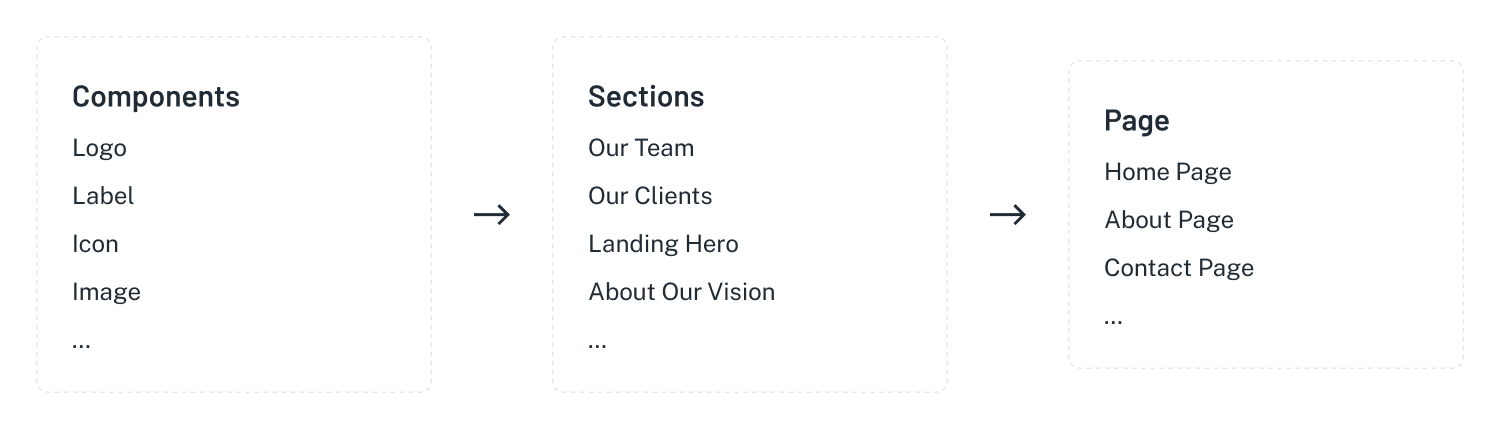 Components
Logo
Label
Icon
Image
...
Sections
Our Team
Our Clients
Landing Hero
About Our Vision
...
Page
Home Page
About Page
Contact Page
...